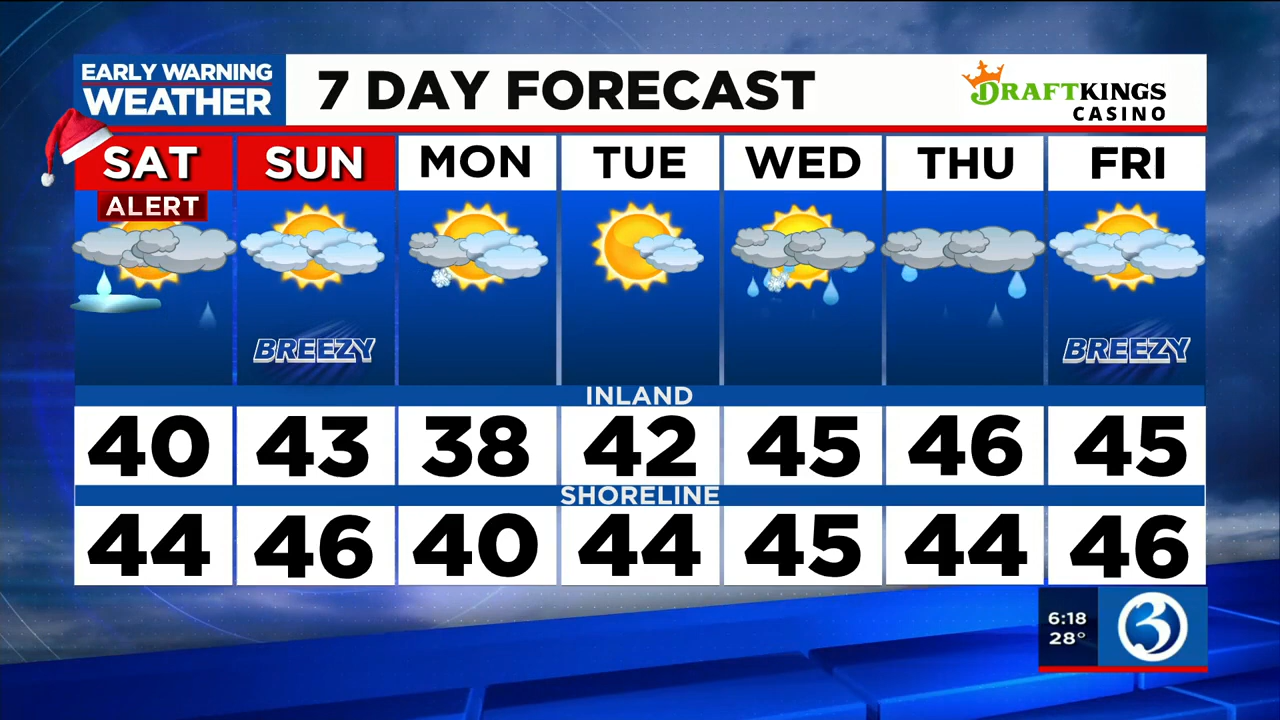 EARLY WARNING
WEATHER
7 DAY FORECAST
DRAFTKINGS
CASINO
SAT SUN MON TUE WED THU FRI
ALERT
BREEZY BREEZY
INLAND
40 43 38 42 45 46 45
SHORELINE
44 46 40 44 45 44 46
6:18
28°
3